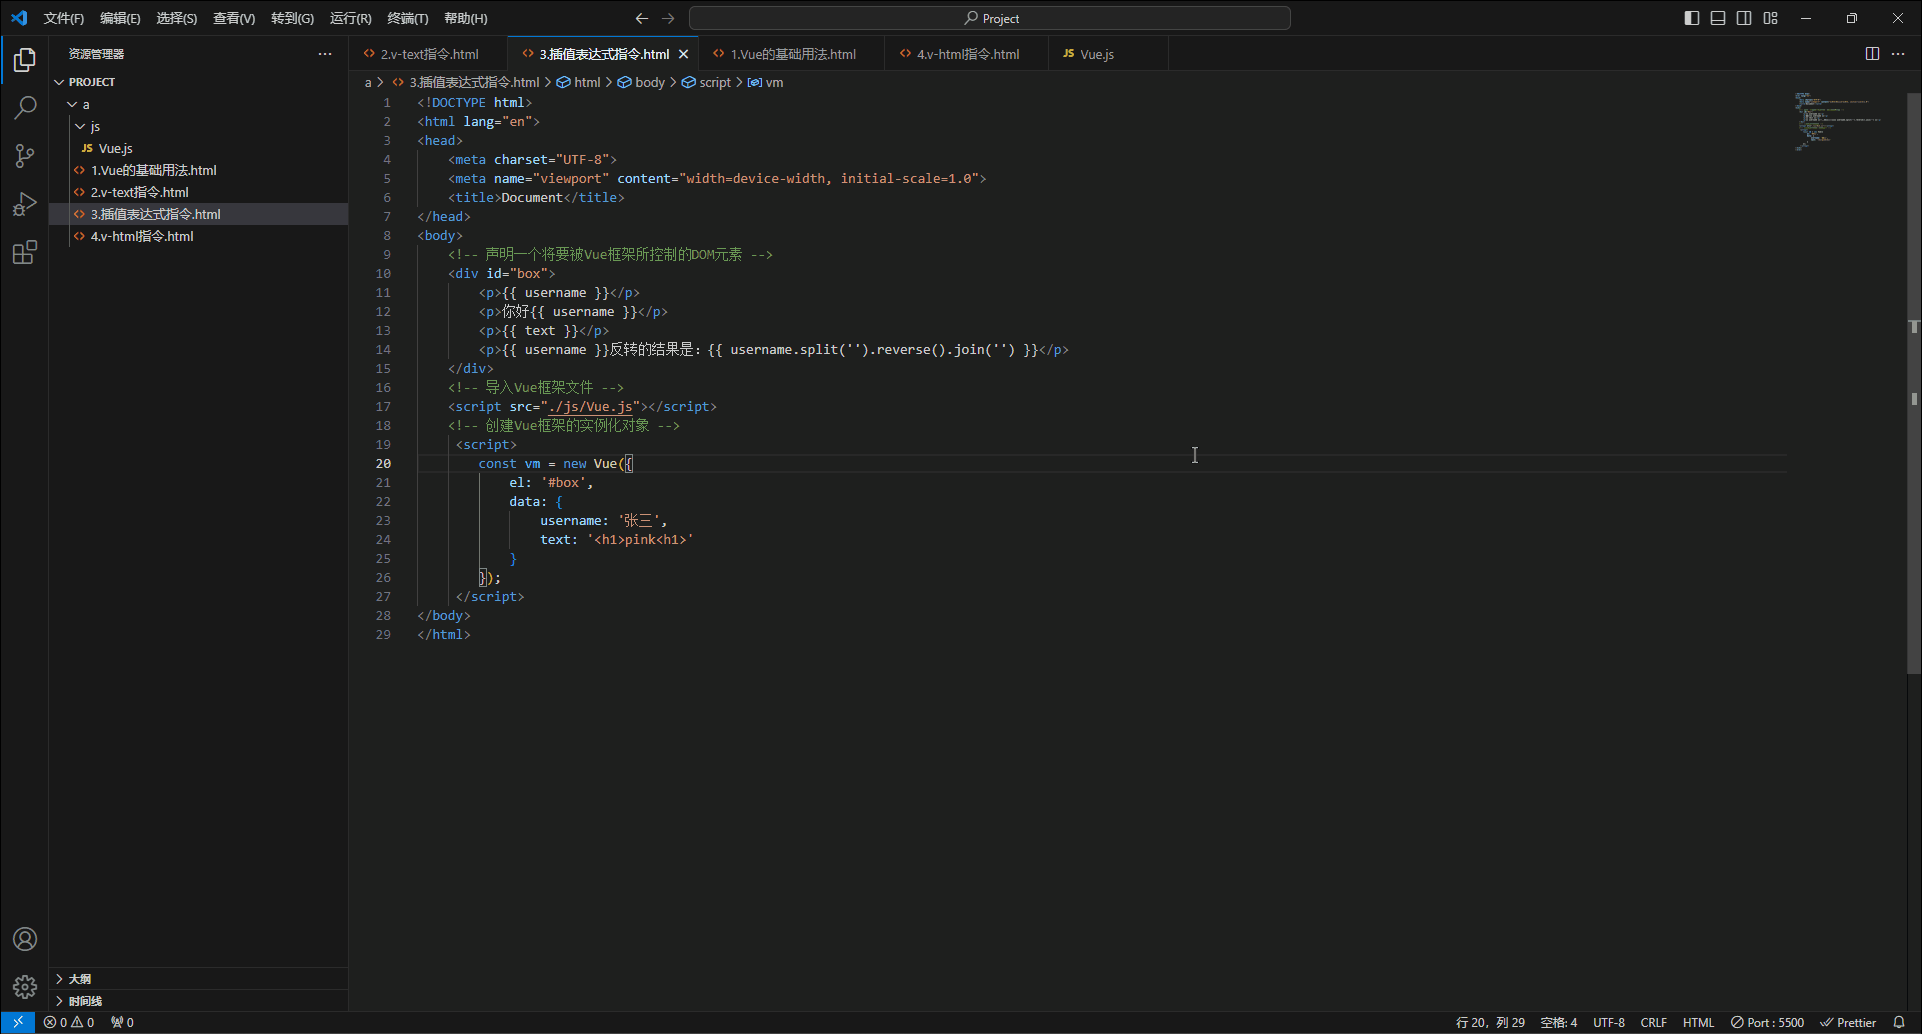 文件(F) 编辑(E) 选择(S) 查看(V) 转到(G) 运行(R) 终端(T) 帮助(H) Project
资源管理器
PROJECT
a
js
JS Vue.js
1.Vue的基础用法.html
2.v-text指令.html
3.插值表达式指令.html
4.v-html指令.html
大纲
时间线
2.v-text指令.html 3.插值表达式指令.html 1.Vue的基础用法.html 4.v-html指令.html JS Vue.js
a > 3.插值表达式指令.html > html > body > script > vm
1 <!DOCTYPE html>
2 <html lang="en">
3 <head>
4     <meta charset="UTF-8">
5     <meta name="viewport" content="width=device-width, initial-scale=1.0">
6     <title>Document</title>
7 </head>
8 <body>
9     <!-- 声明一个将要被Vue框架所控制的DOM元素 -->
10     <div id="box">
11         <p>{{ username }}</p>
12         <p>你好{{ username }}</p>
13         <p>{{ text }}</p>
14         <p>{{ username }}反转的结果是：{{ username.split('').reverse().join('') }}</p>
15     </div>
16     <!-- 导入Vue框架文件 -->
17     <script src="./js/Vue.js"></script>
18     <!-- 创建Vue框架的实例化对象 -->
19      <script>
20         const vm = new Vue({
21             el: '#box',
22             data: {
23                 username: '张三',
24                 text: '<h1>pink<h1>'
25             }
26         });
27      </script>
28 </body>
29 </html>
0 0 0 行 20，列 29 空格: 4 UTF-8 CRLF HTML Port : 5500 Prettier